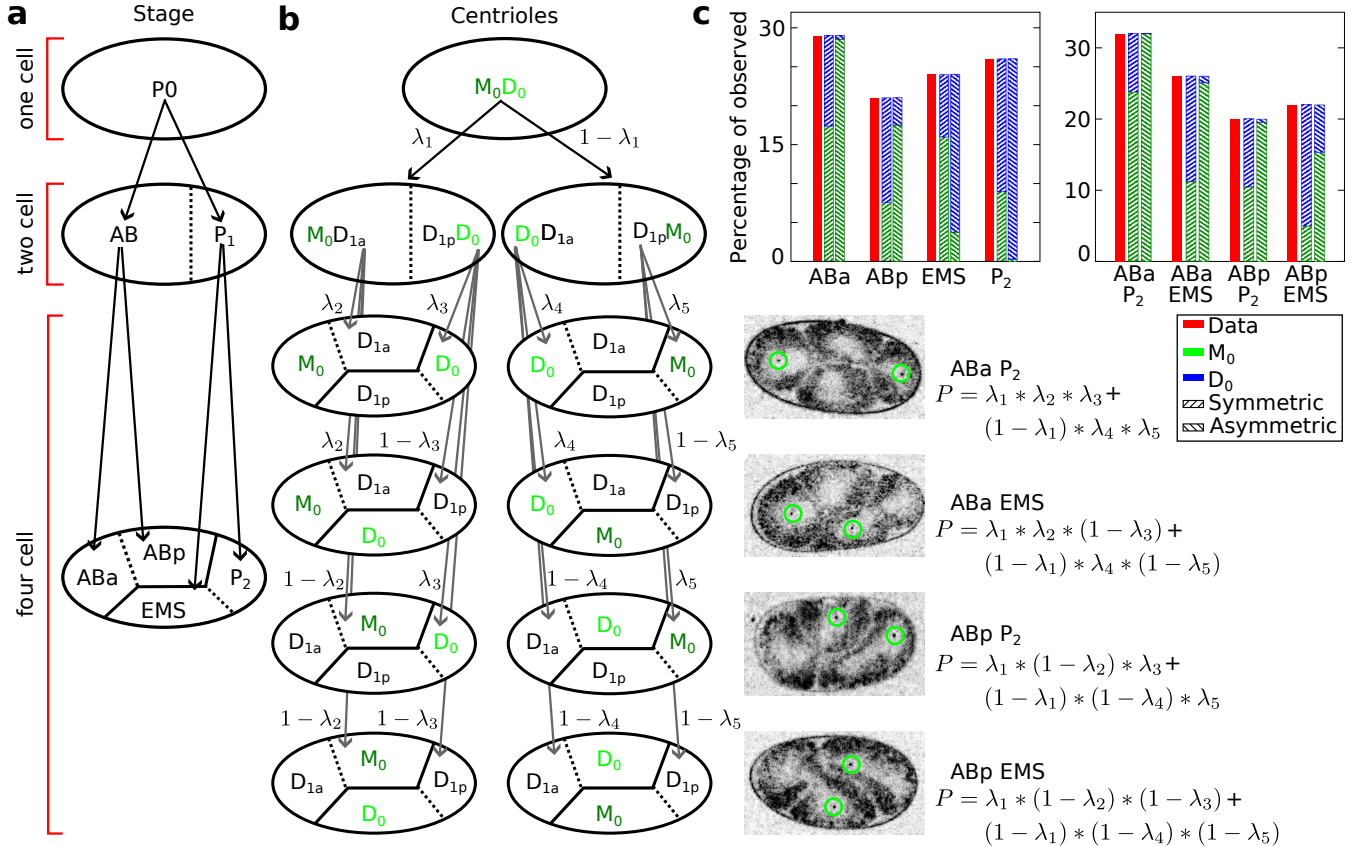 a
Stage
one cell
P0
two cell
AB
P₁
four cell
ABa
ABp
EMS
P₂
b
Centrioles
M₀D₀
λ₁
1 − λ₁
M₀D₁ₐ
D₁ₚD₀
D₀D₁ₐ
D₁ₚM₀
λ₂
λ₃
λ₄
λ₅
M₀
D₁ₐ
D₀
D₁ₚ
D₀
D₁ₐ
M₀
D₁ₚ
λ₂
1 − λ₃
λ₄
1 − λ₅
M₀
D₁ₐ
D₁ₚ
D₀
D₀
D₁ₐ
D₁ₚ
M₀
1 − λ₂
λ₃
1 − λ₄
λ₅
D₁ₐ
M₀
D₀
D₁ₚ
D₁ₐ
D₀
M₀
D₁ₚ
1 − λ₂
1 − λ₃
1 − λ₄
1 − λ₅
D₁ₐ
M₀
D₁ₚ
D₀
D₁ₐ
D₀
D₁ₚ
M₀
c
Percentage of observed
30
15
0
ABa
ABp
EMS
P₂
30
20
10
0
ABa P₂
ABa EMS
ABp P₂
ABp EMS
Data
M₀
D₀
Symmetric
Asymmetric
ABa P₂
P = λ₁ * λ₂ * λ₃ +
(1 − λ₁) * λ₄ * λ₅
ABa EMS
P = λ₁ * λ₂ * (1 − λ₃) +
(1 − λ₁) * λ₄ * (1 − λ₅)
ABp P₂
P = λ₁ * (1 − λ₂) * λ₃ +
(1 − λ₁) * (1 − λ₄) * λ₅
ABp EMS
P = λ₁ * (1 − λ₂) * (1 − λ₃) +
(1 − λ₁) * (1 − λ₄) * (1 − λ₅)